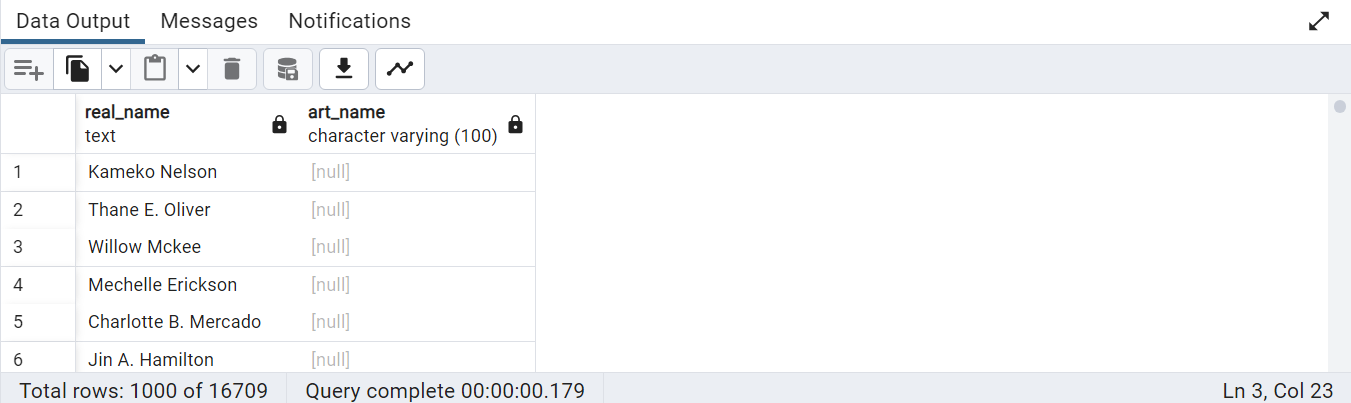 Data Output Messages Notifications
real_name art_name
text character varying (100)
1 Kameko Nelson [null]
2 Thane E. Oliver [null]
3 Willow Mckee [null]
4 Mechelle Erickson [null]
5 Charlotte B. Mercado [null]
6 Jin A. Hamilton [null]
Total rows: 1000 of 16709 Query complete 00:00:00.179 Ln 3, Col 23